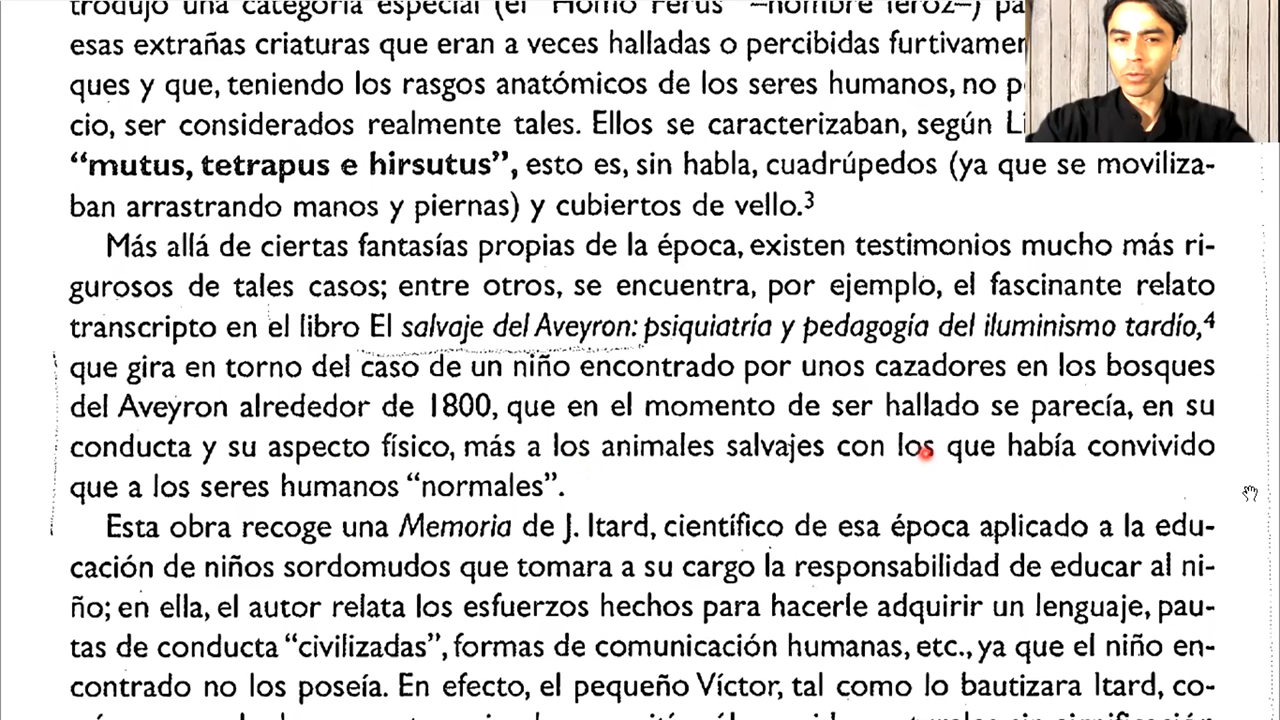 trodujo una categoría especial (el "Homo Ferus" –hombre feroz–) pa
esas extrañas criaturas que eran a veces halladas o percibidas furtivamen
ques y que, teniendo los rasgos anatómicos de los seres humanos, no p
cio, ser considerados realmente tales. Ellos se caracterizaban, según Li
"mutus, tetrapus e hirsutus", esto es, sin habla, cuadrúpedos (ya que se moviliza-
ban arrastrando manos y piernas) y cubiertos de vello.3
Más allá de ciertas fantasías propias de la época, existen testimonios mucho más ri-
gurosos de tales casos; entre otros, se encuentra, por ejemplo, el fascinante relato
transcripto en el libro El salvaje del Aveyron: psiquiatría y pedagogía del iluminismo tardío,4
que gira en torno del caso de un niño encontrado por unos cazadores en los bosques
del Aveyron alrededor de 1800, que en el momento de ser hallado se parecía, en su
conducta y su aspecto físico, más a los animales salvajes con los que había convivido
que a los seres humanos "normales".
Esta obra recoge una Memoria de J. Itard, científico de esa época aplicado a la edu-
cación de niños sordomudos que tomara a su cargo la responsabilidad de educar al ni-
ño; en ella, el autor relata los esfuerzos hechos para hacerle adquirir un lenguaje, pau-
tas de conducta "civilizadas", formas de comunicación humanas, etc., ya que el niño en-
contrado no los poseía. En efecto, el pequeño Víctor, tal como lo bautizara Itard, co-